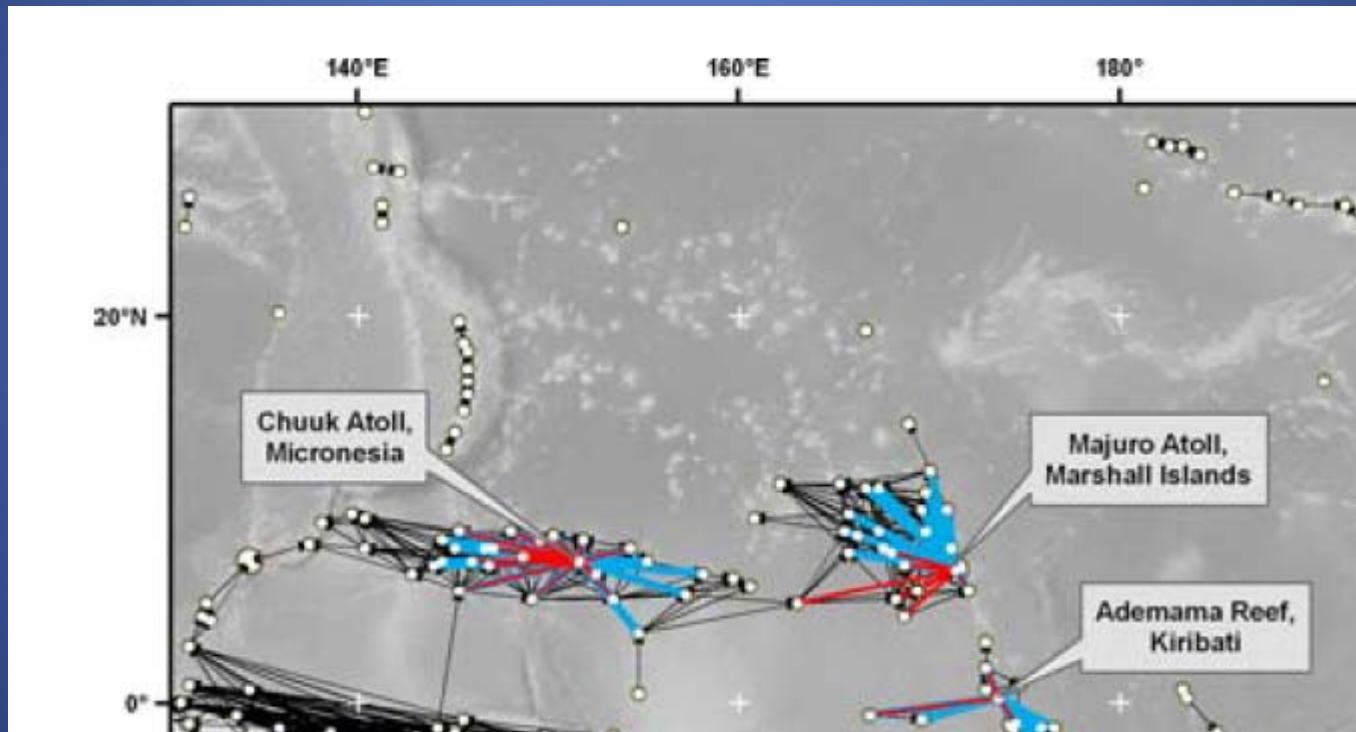 140°E 160°E 180°
20°N
Chuuk Atoll,
Micronesia
Majuro Atoll,
Marshall Islands
Ademama Reef,
Kiribati
0°